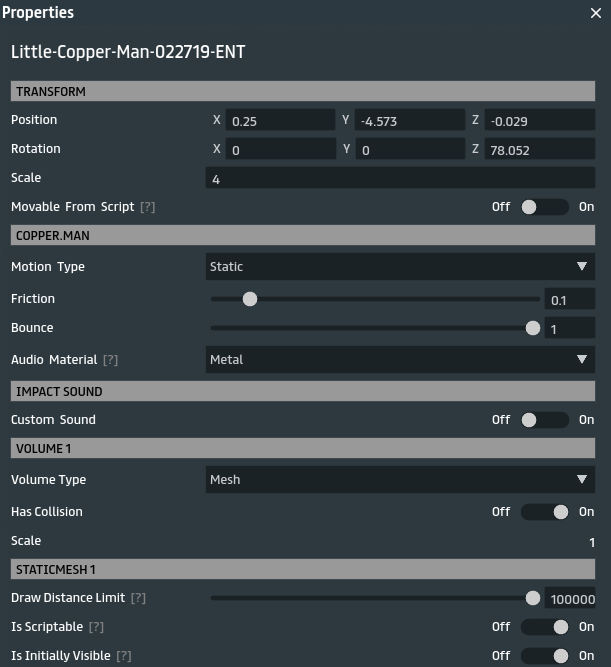 Properties
Little-Copper-Man-022719-ENT
TRANSFORM
Position X 0.25 Y -4.573 Z -0.029
Rotation X 0 Y 0 Z 78.052
Scale 4
Movable From Script [?] Off On
COPPER.MAN
Motion Type Static
Friction 0.1
Bounce 1
Audio Material [?] Metal
IMPACT SOUND
Custom Sound Off On
VOLUME 1
Volume Type Mesh
Has Collision Off On
Scale 1
STATICMESH 1
Draw Distance Limit [?] 100000
Is Scriptable [?] Off On
Is Initially Visible [?] Off On